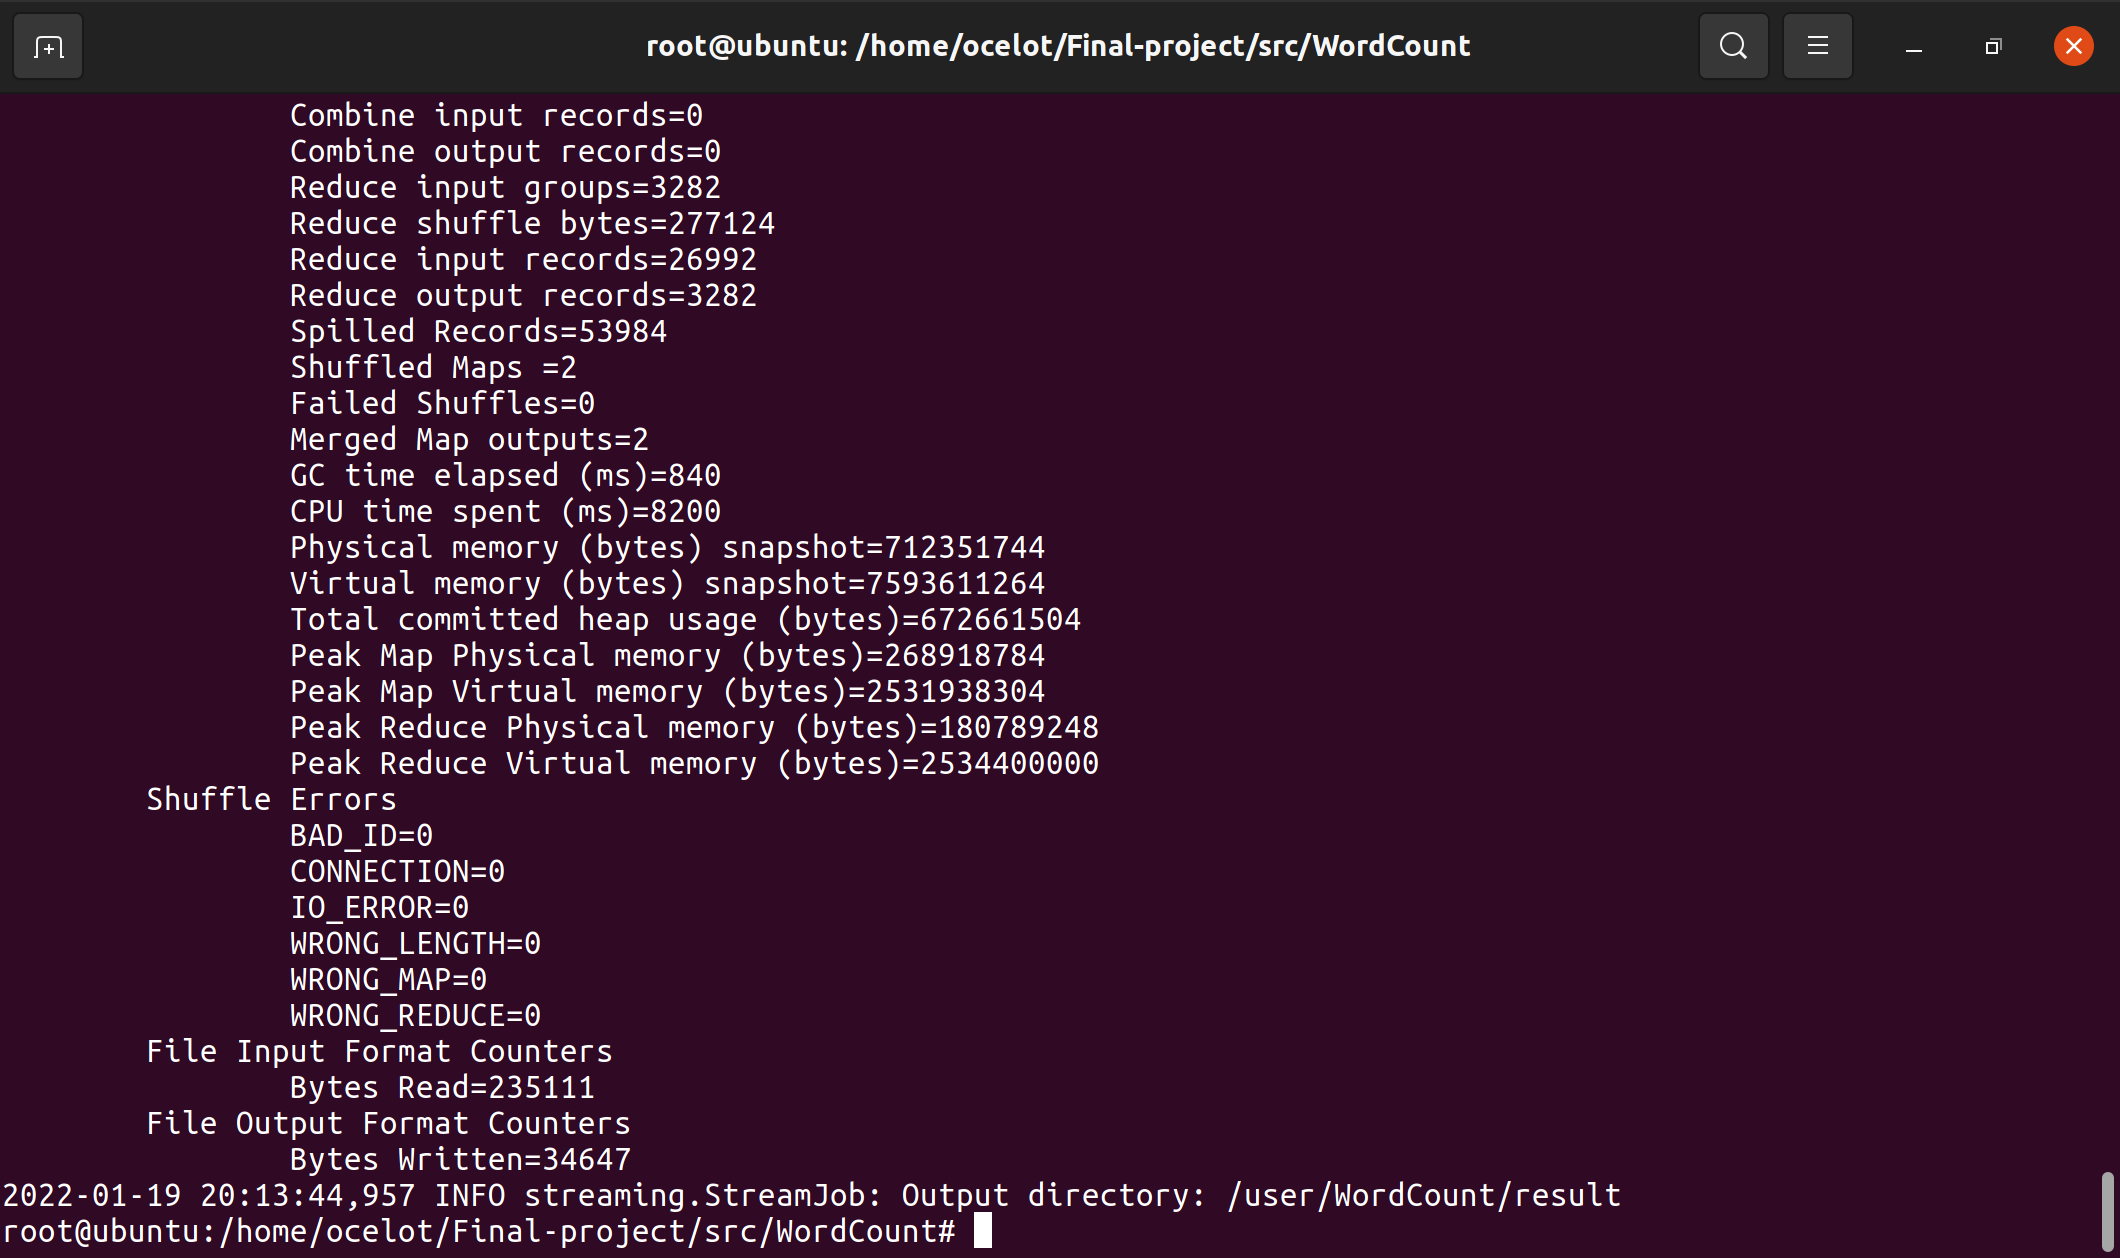 root@ubuntu: /home/ocelot/Final-project/src/WordCount
Combine input records=0
Combine output records=0
Reduce input groups=3282
Reduce shuffle bytes=277124
Reduce input records=26992
Reduce output records=3282
Spilled Records=53984
Shuffled Maps =2
Failed Shuffles=0
Merged Map outputs=2
GC time elapsed (ms)=840
CPU time spent (ms)=8200
Physical memory (bytes) snapshot=712351744
Virtual memory (bytes) snapshot=7593611264
Total committed heap usage (bytes)=672661504
Peak Map Physical memory (bytes)=268918784
Peak Map Virtual memory (bytes)=2531938304
Peak Reduce Physical memory (bytes)=180789248
Peak Reduce Virtual memory (bytes)=2534400000
Shuffle Errors
BAD_ID=0
CONNECTION=0
IO_ERROR=0
WRONG_LENGTH=0
WRONG_MAP=0
WRONG_REDUCE=0
File Input Format Counters
Bytes Read=235111
File Output Format Counters
Bytes Written=34647
2022-01-19 20:13:44,957 INFO streaming.StreamJob: Output directory: /user/WordCount/result
root@ubuntu:/home/ocelot/Final-project/src/WordCount#